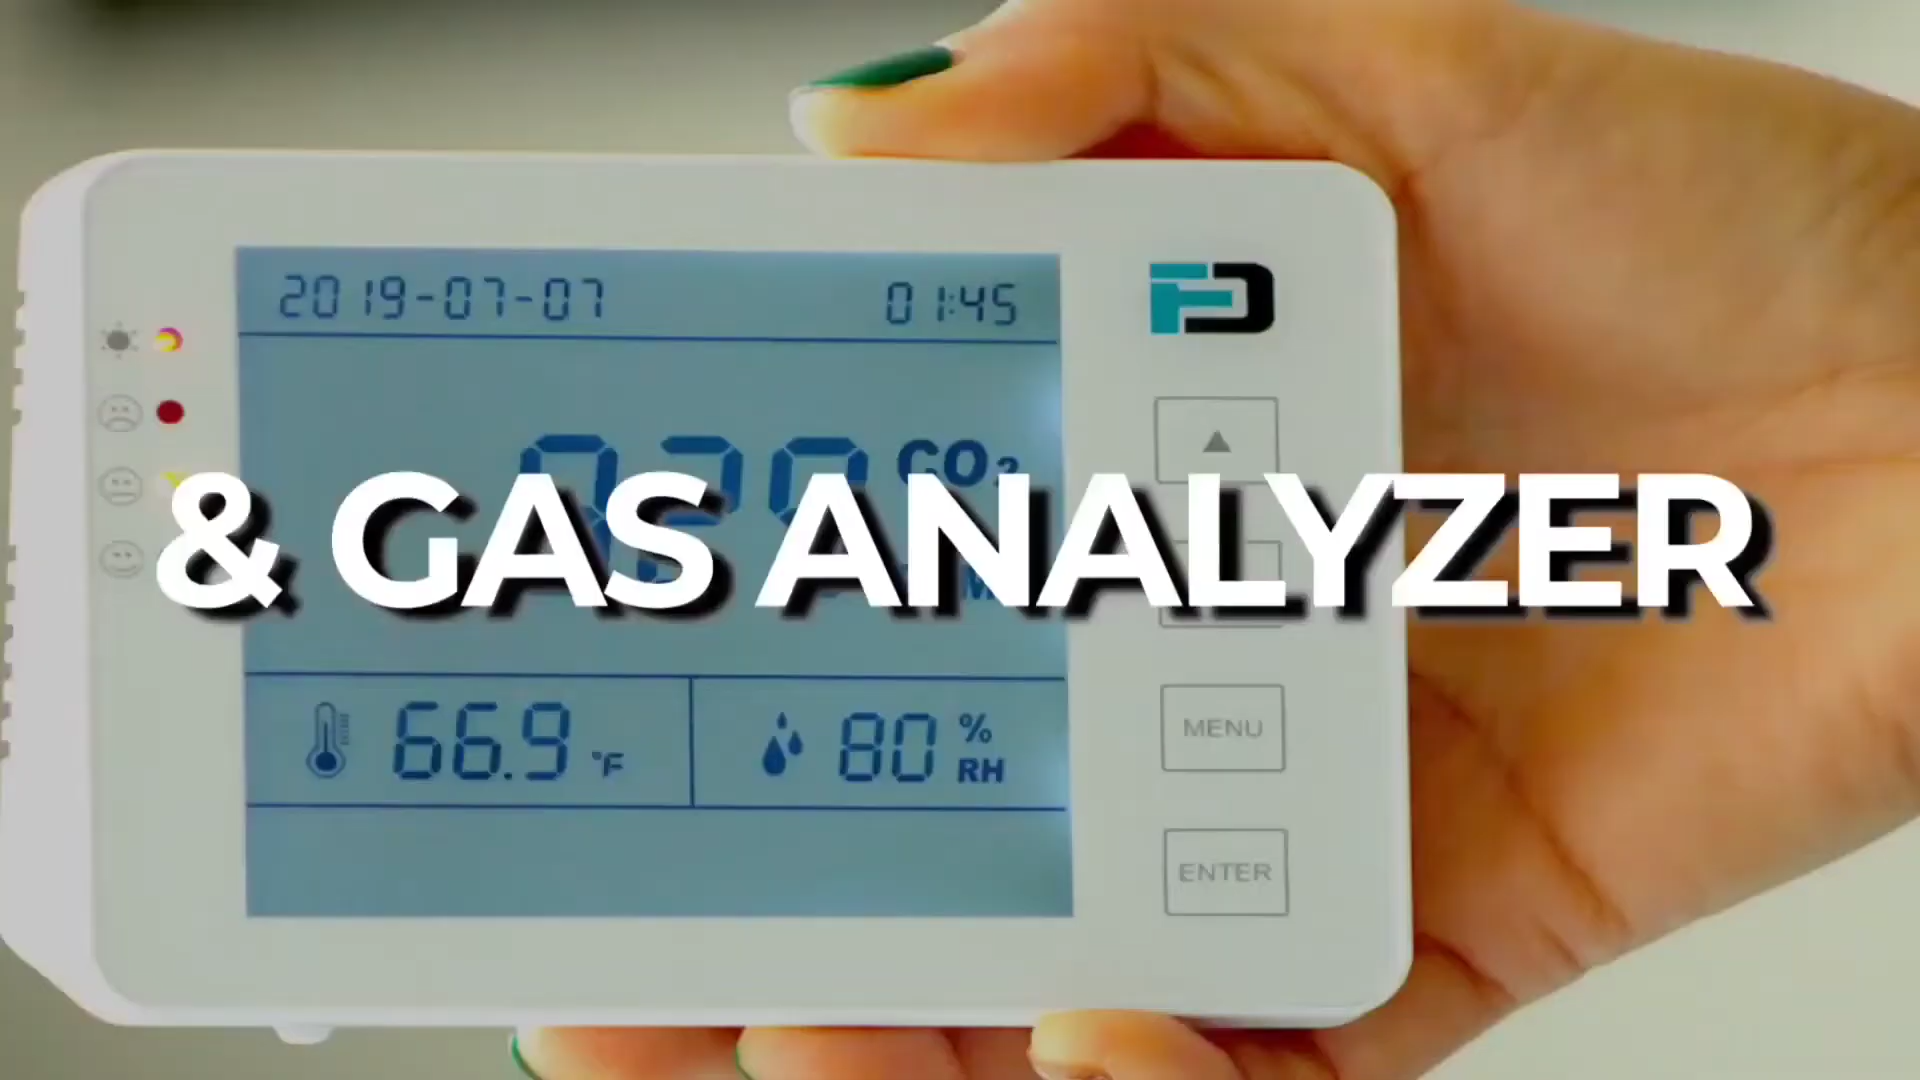 2019-07-07 01:45
CO₂
& GAS ANALYZER
66.9 °F
80 % RH
MENU
ENTER